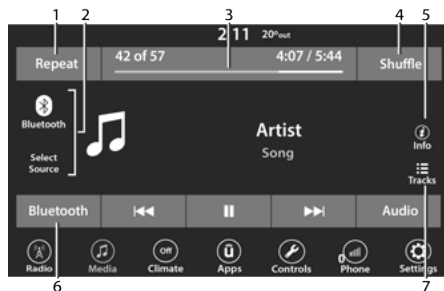 1 2 3 4 5
2 11 20°out
Repeat 42 of 57 4:07 / 5:44 Shuffle
Bluetooth
Artist
Song
Info
Select
Source
Tracks
Bluetooth Audio
Off
Radio Media Climate Apps Controls Phone Settings
6 7